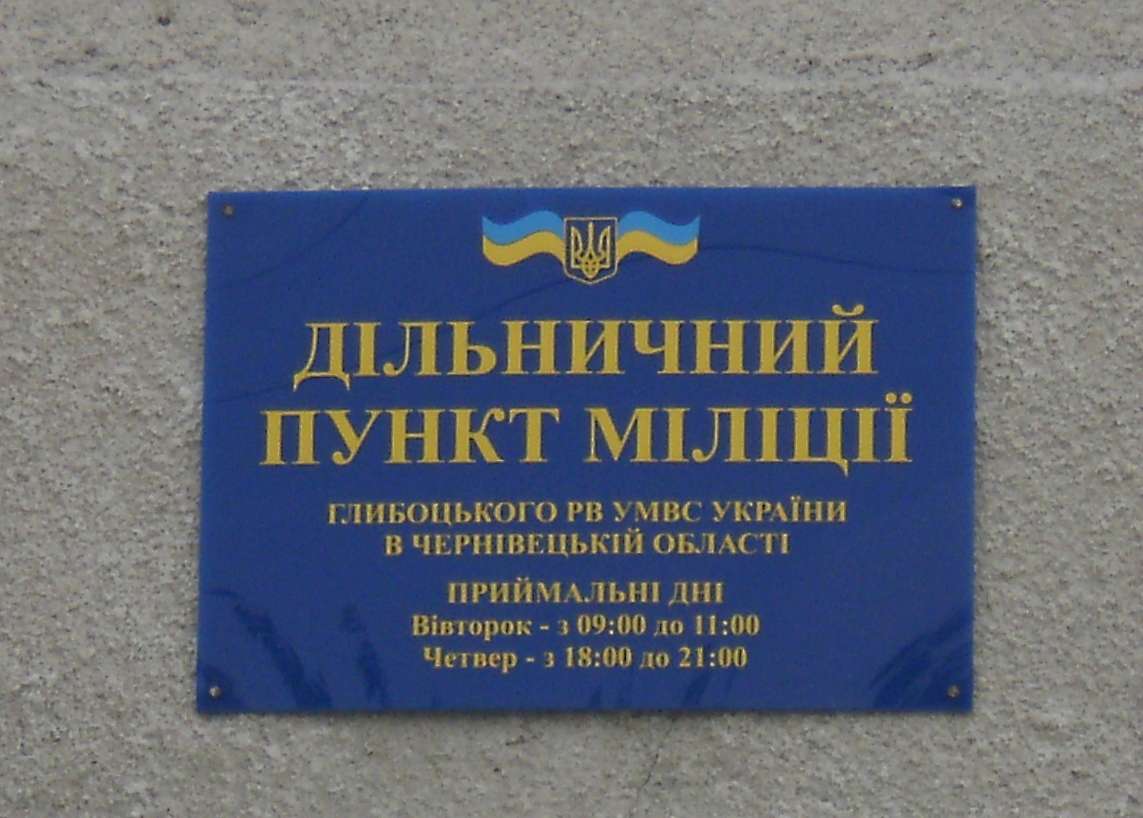 ДІЛЬНИЧНИЙ
ПУНКТ МІЛІЦІЇ
ГЛИБОЦЬКОГО РВ УМВС УКРАЇНИ
В ЧЕРНІВЕЦЬКІЙ ОБЛАСТІ
ПРИЙМАЛЬНІ ДНІ
Вівторок - з 09:00 до 11:00
Четвер - з 18:00 до 21:00